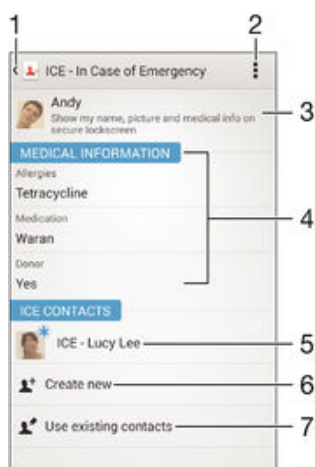 1
2
ICE - In Case of Emergency
Andy
Show my name, picture and medical info on
secure lockscreen
3
MEDICAL INFORMATION
Allergies
Tetracycline
4
Medication
Waran
Donor
Yes
ICE CONTACTS
ICE - Lucy Lee
5
Create new
6
Use existing contacts
7